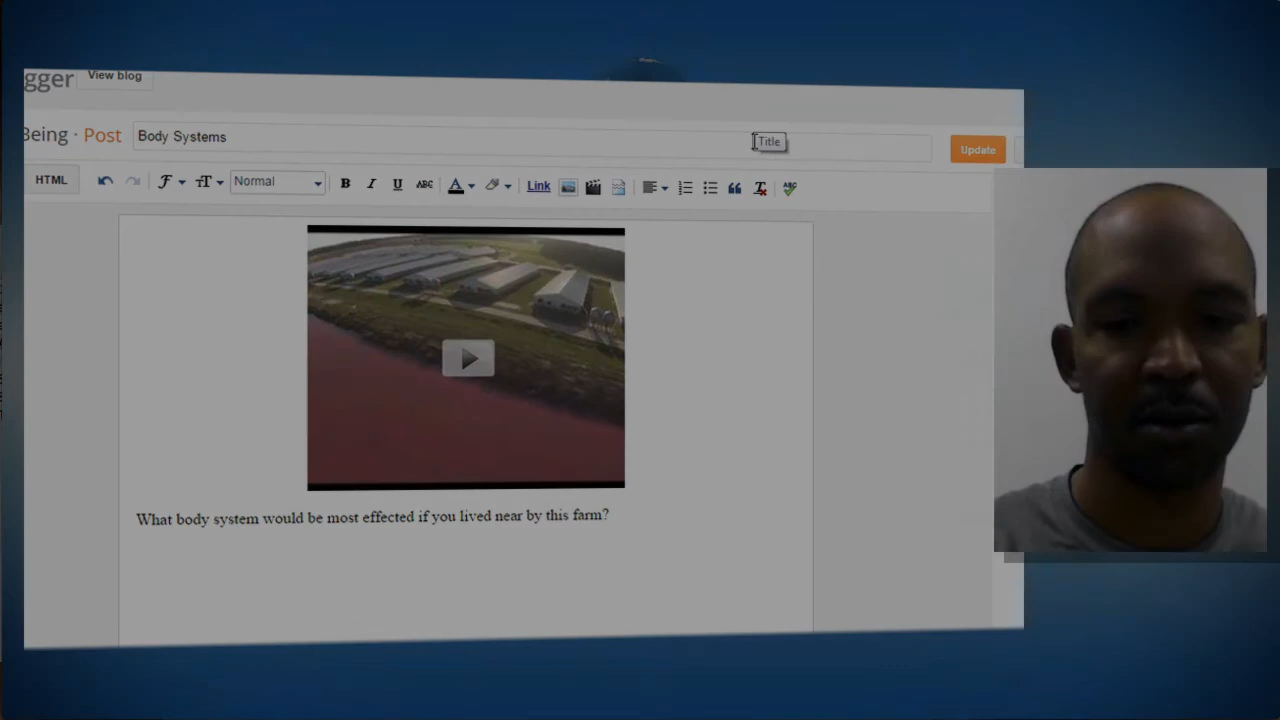 gger View blog
Being · Post Body Systems Title Update
HTML Normal B I U ABC A Link ABC
What body system would be most effected if you lived near by this farm?